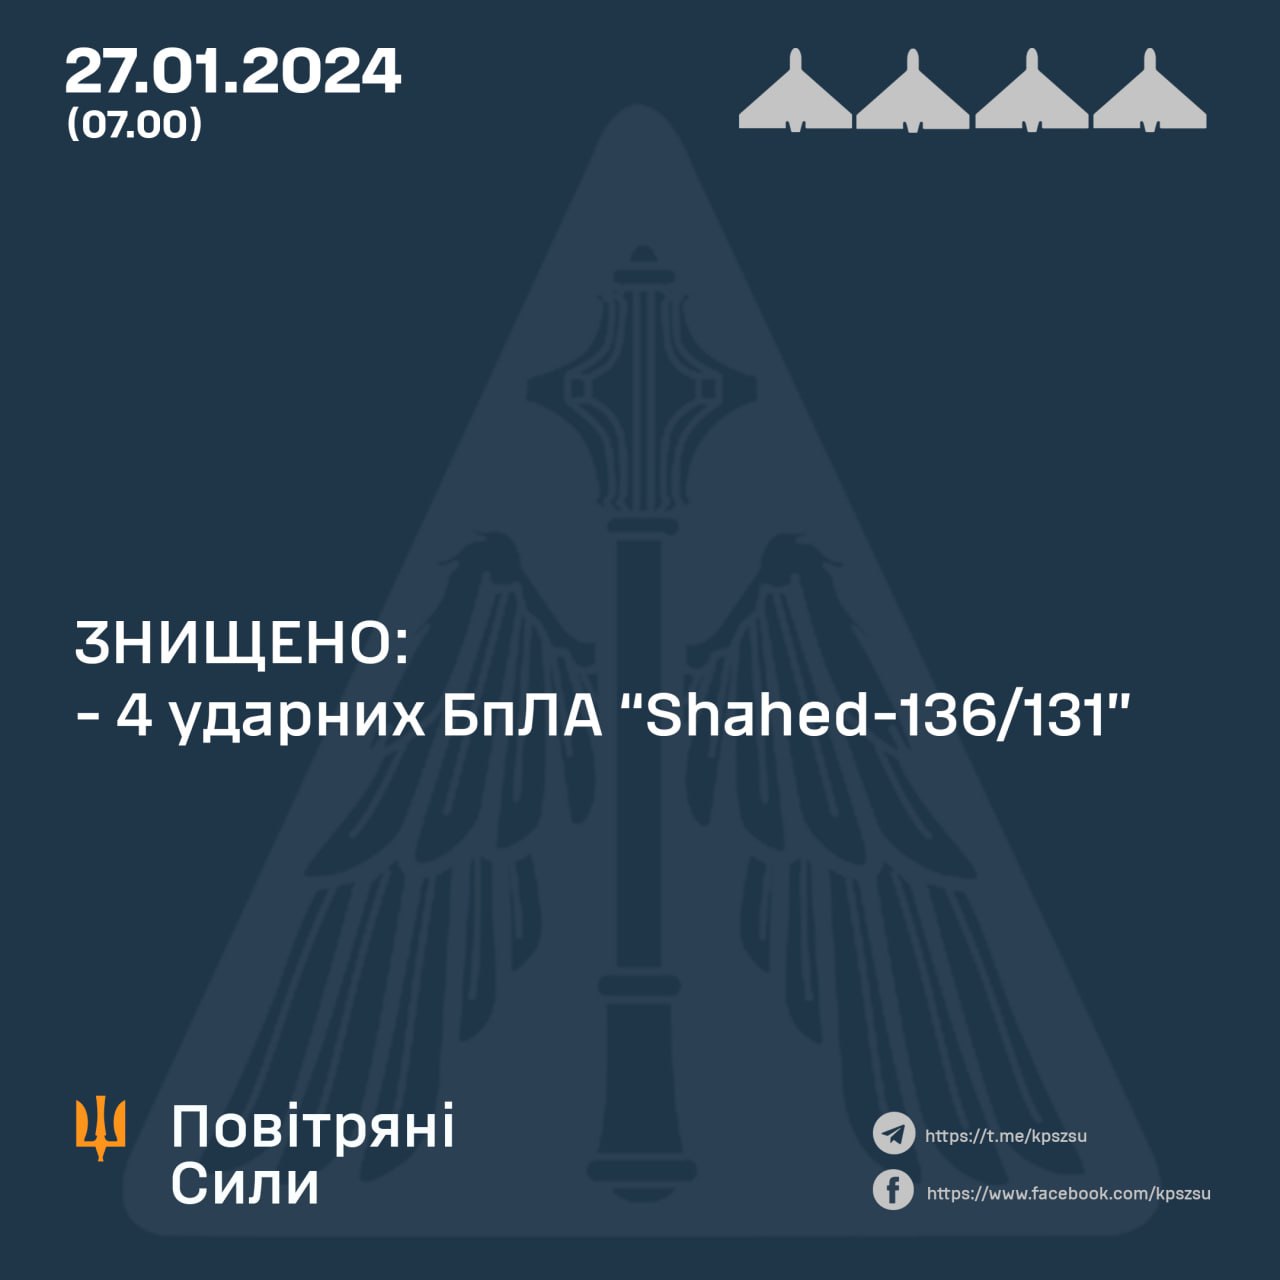 27.01.2024
(07.00)
ЗНИЩЕНО:
- 4 ударних БпЛА “Shahed-136/131”
Повітряні
Сили
https://t.me/kpszsu
https://www.facebook.com/kpszsu